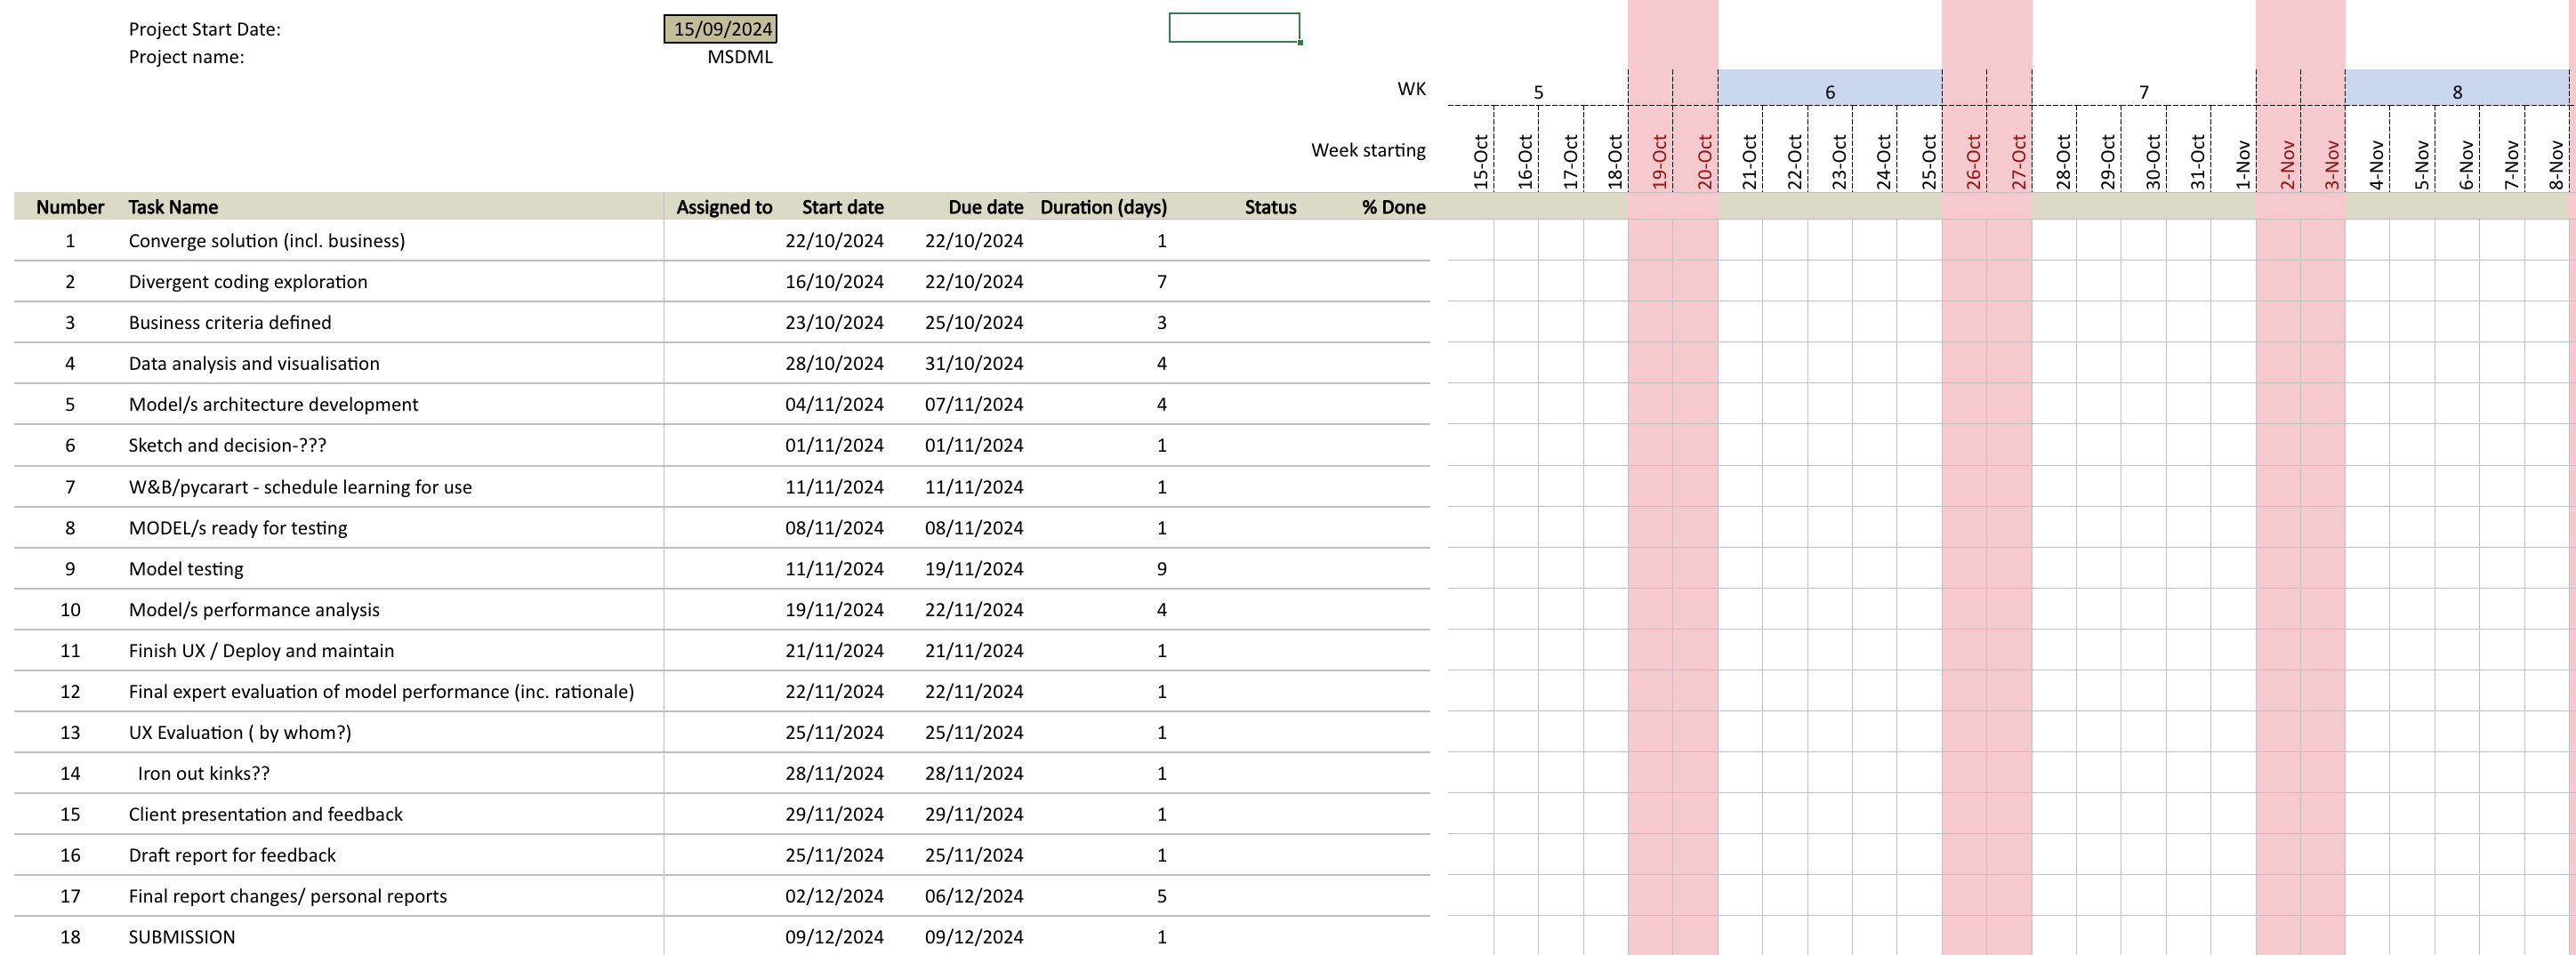 Project Start Date: 15/09/2024
Project name: MSDML
WK 5 6 7 8
Week starting 15-Oct 16-Oct 17-Oct 18-Oct 19-Oct 20-Oct 21-Oct 22-Oct 23-Oct 24-Oct 25-Oct 26-Oct 27-Oct 28-Oct 29-Oct 30-Oct 31-Oct 1-Nov 2-Nov 3-Nov 4-Nov 5-Nov 6-Nov 7-Nov 8-Nov
Number Task Name Assigned to Start date Due date Duration (days) Status % Done
1 Converge solution (incl. business) 22/10/2024 22/10/2024 1
2 Divergent coding exploration 16/10/2024 22/10/2024 7
3 Business criteria defined 23/10/2024 25/10/2024 3
4 Data analysis and visualisation 28/10/2024 31/10/2024 4
5 Model/s architecture development 04/11/2024 07/11/2024 4
6 Sketch and decision-??? 01/11/2024 01/11/2024 1
7 W&B/pycarart - schedule learning for use 11/11/2024 11/11/2024 1
8 MODEL/s ready for testing 08/11/2024 08/11/2024 1
9 Model testing 11/11/2024 19/11/2024 9
10 Model/s performance analysis 19/11/2024 22/11/2024 4
11 Finish UX / Deploy and maintain 21/11/2024 21/11/2024 1
12 Final expert evaluation of model performance (inc. rationale) 22/11/2024 22/11/2024 1
13 UX Evaluation ( by whom?) 25/11/2024 25/11/2024 1
14 Iron out kinks?? 28/11/2024 28/11/2024 1
15 Client presentation and feedback 29/11/2024 29/11/2024 1
16 Draft report for feedback 25/11/2024 25/11/2024 1
17 Final report changes/ personal reports 02/12/2024 06/12/2024 5
18 SUBMISSION 09/12/2024 09/12/2024 1